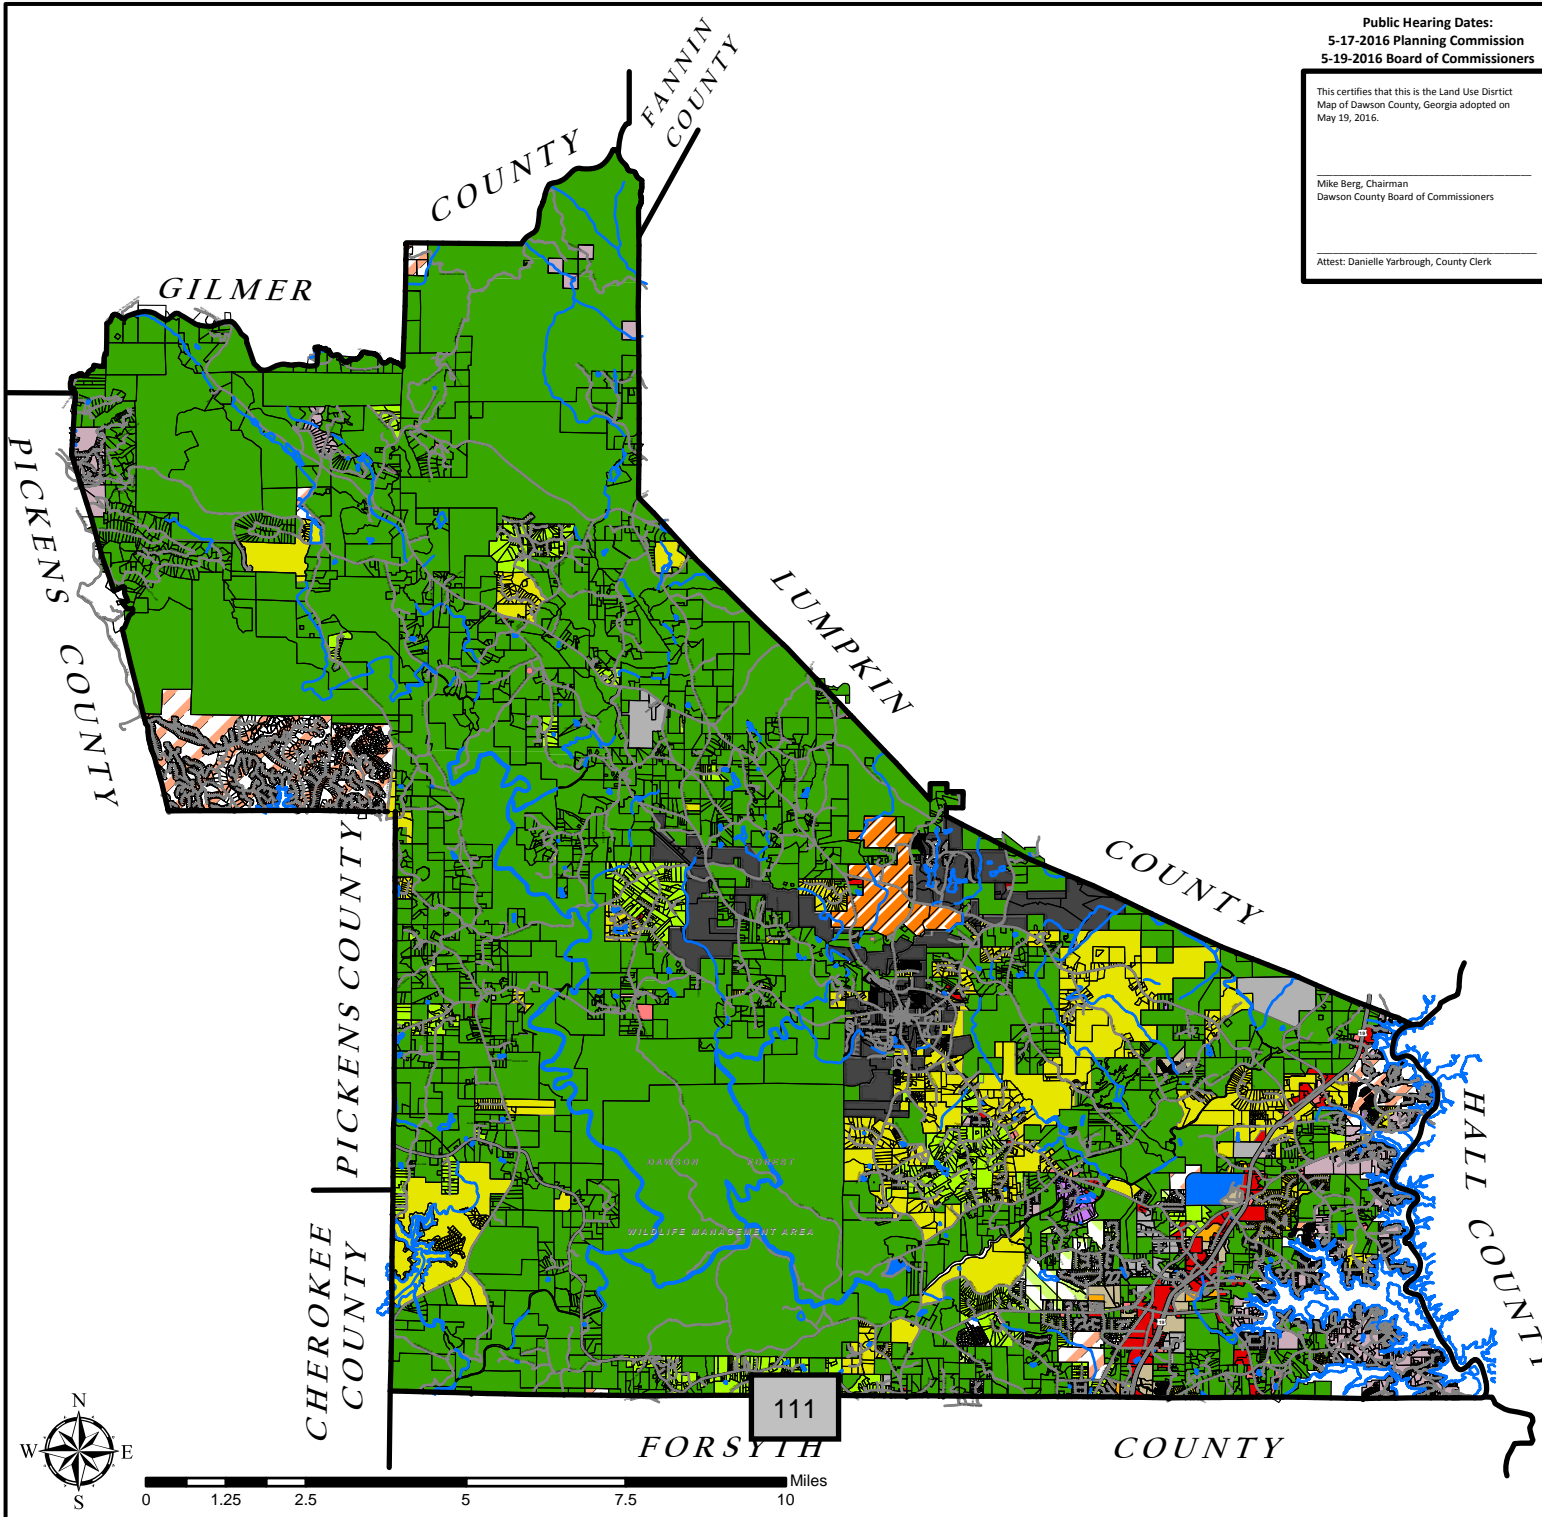 Public Hearing Dates:
5-17-2016 Planning Commission
5-19-2016 Board of Commissioners
This certifies that this is the Land Use Disrtict
Map of Dawson County, Georgia adopted on
May 19, 2016.
Mike Berg, Chairman
Dawson County Board of Commissioners
Attest: Danielle Yarbrough, County Clerk
FANNIN
COUNTY
GILMER
COUNTY
PICKENS
COUNTY
LUMPKIN
COUNTY
PICKENS COUNTY
DAWSON FOREST
WILDLIFE MANAGEMENT AREA
HALL COUNTY
CHEROKEE
COUNTY
111
FORSYTH
COUNTY
N
W E
S
Miles
0 1.25 2.5 5 7.5 10